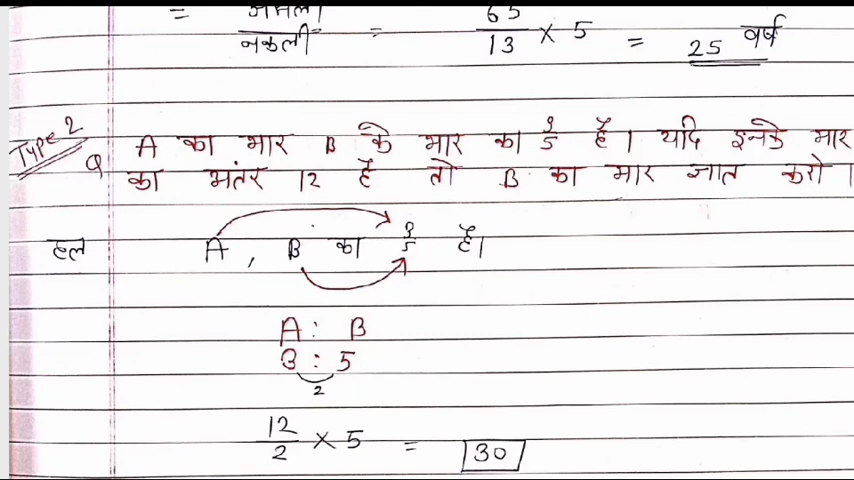 = असली / नकली = 65/13 × 5 = 25 वर्ष
Type 2
Q A का भार B के भार का 3/5 है। यदि इनके भार
का अंतर 12 है तो B का भार ज्ञात करो।
हल A, B का 3/5 है।
A : B
3 : 5
2
12/2 × 5 = 30